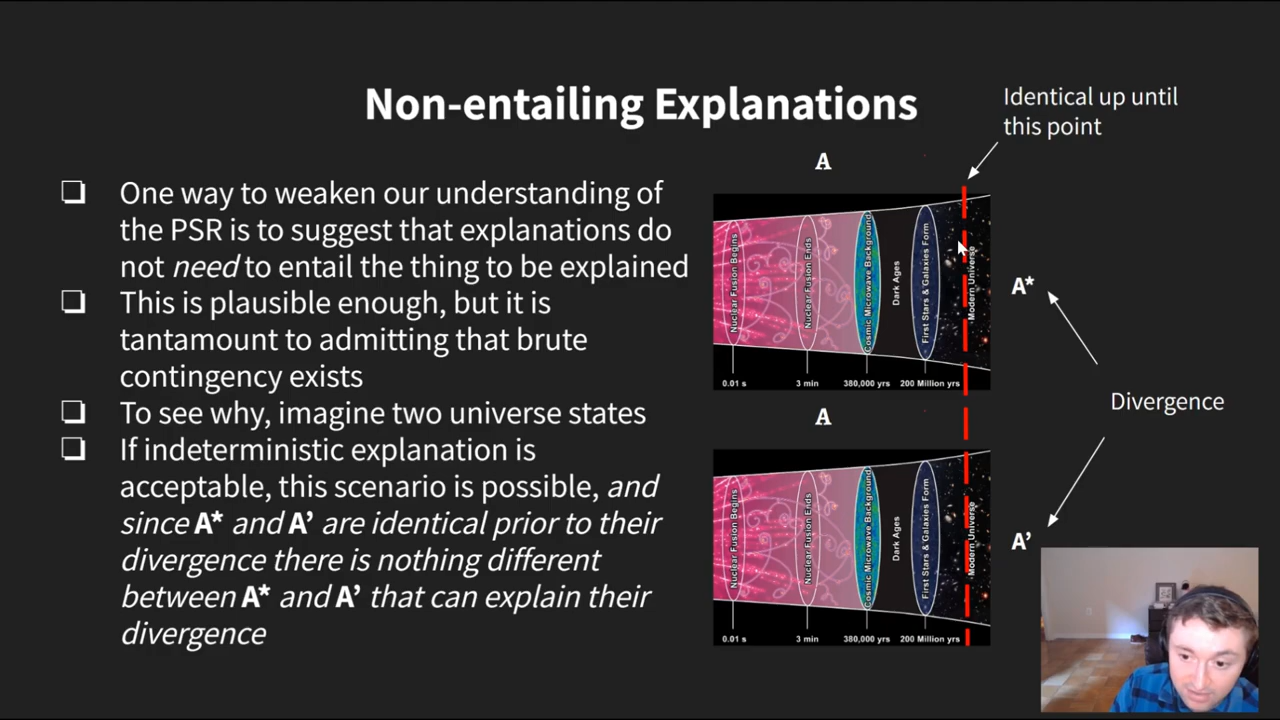 Non-entailing Explanations
❏ One way to weaken our understanding of
the PSR is to suggest that explanations do
not need to entail the thing to be explained
❏ This is plausible enough, but it is
tantamount to admitting that brute
contingency exists
❏ To see why, imagine two universe states
❏ If indeterministic explanation is
acceptable, this scenario is possible, and
since A* and A’ are identical prior to their
divergence there is nothing different
between A* and A’ that can explain their
divergence
Identical up until
this point
A
Nuclear Fusion Begins
Nuclear Fusion Ends
Cosmic Microwave Background
Dark Ages
First Stars & Galaxies Form
Modern Universe
0.01 s
3 min
380,000 yrs
200 Million yrs
A*
Divergence
A
Nuclear Fusion Begins
Nuclear Fusion Ends
Cosmic Microwave Background
Dark Ages
First Stars & Galaxies Form
Modern Universe
0.01 s
3 min
380,000 yrs
200 Million yrs
A’